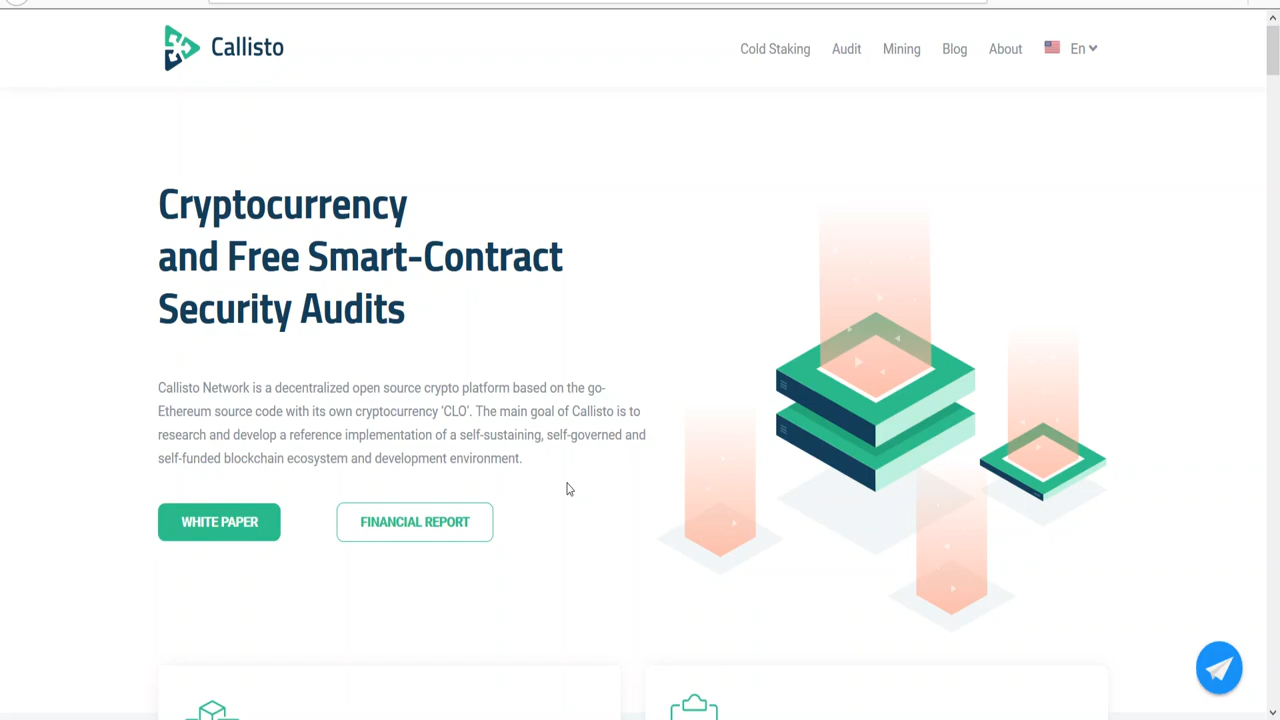 Callisto
Cold Staking
Audit
Mining
Blog
About
En
Cryptocurrency
and Free Smart-Contract
Security Audits
Callisto Network is a decentralized open source crypto platform based on the go-
Ethereum source code with its own cryptocurrency 'CLO'. The main goal of Callisto is to
research and develop a reference implementation of a self-sustaining, self-governed and
self-funded blockchain ecosystem and development environment.
WHITE PAPER
FINANCIAL REPORT